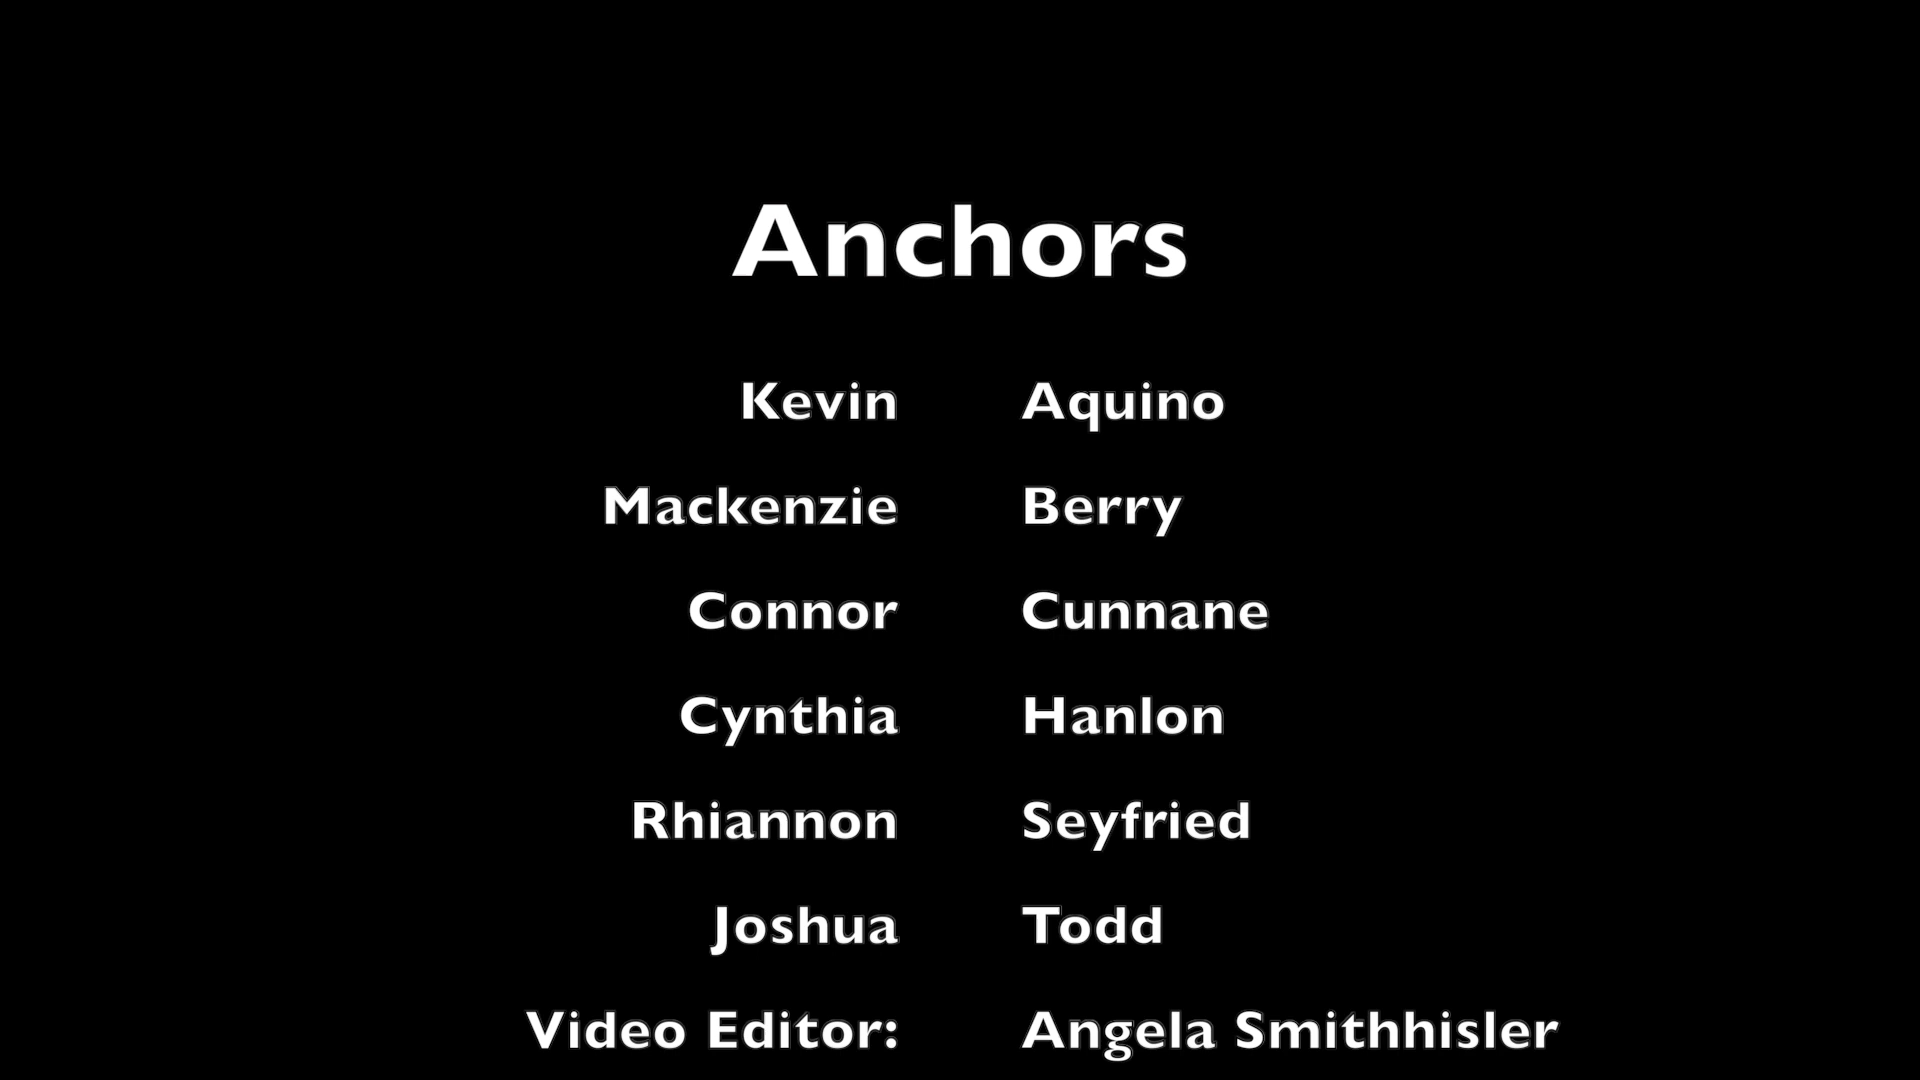 Anchors
Kevin Aquino
Mackenzie Berry
Connor Cunnane
Cynthia Hanlon
Rhiannon Seyfried
Joshua Todd
Video Editor: Angela Smithhisler